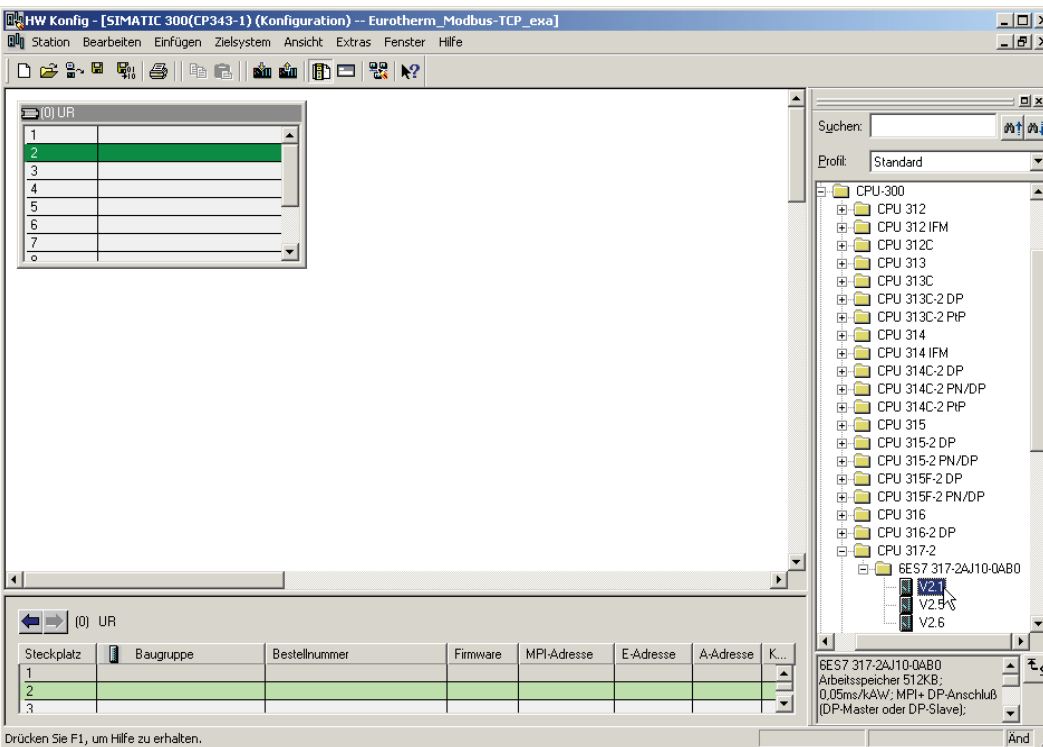 HW Konfig - [SIMATIC 300(CP343-1) (Konfiguration) -- Eurotherm_Modbus-TCP_exa]
Station Bearbeiten Einfügen Zielsystem Ansicht Extras Fenster Hilfe
(0) UR
1
2
3
4
5
6
7
Suchen:
Profil: Standard
CPU-300
CPU 312
CPU 312 IFM
CPU 312C
CPU 313
CPU 313C
CPU 313C-2 DP
CPU 313C-2 PtP
CPU 314
CPU 314 IFM
CPU 314C-2 DP
CPU 314C-2 PN/DP
CPU 314C-2 PtP
CPU 315
CPU 315-2 DP
CPU 315-2 PN/DP
CPU 315F-2 DP
CPU 315F-2 PN/DP
CPU 316
CPU 316-2 DP
CPU 317-2
6ES7 317-2AJ10-0AB0
V2.1
V2.5
V2.6
(0) UR
Steckplatz Baugruppe Bestellnummer Firmware MPI-Adresse E-Adresse A-Adresse K...
1
2
3
6ES7 317-2AJ10-0AB0
Arbeitsspeicher 512KB;
0,05ms/kAW; MPI+ DP-Anschluß
(DP-Master oder DP-Slave);
Drücken Sie F1, um Hilfe zu erhalten.
Änd